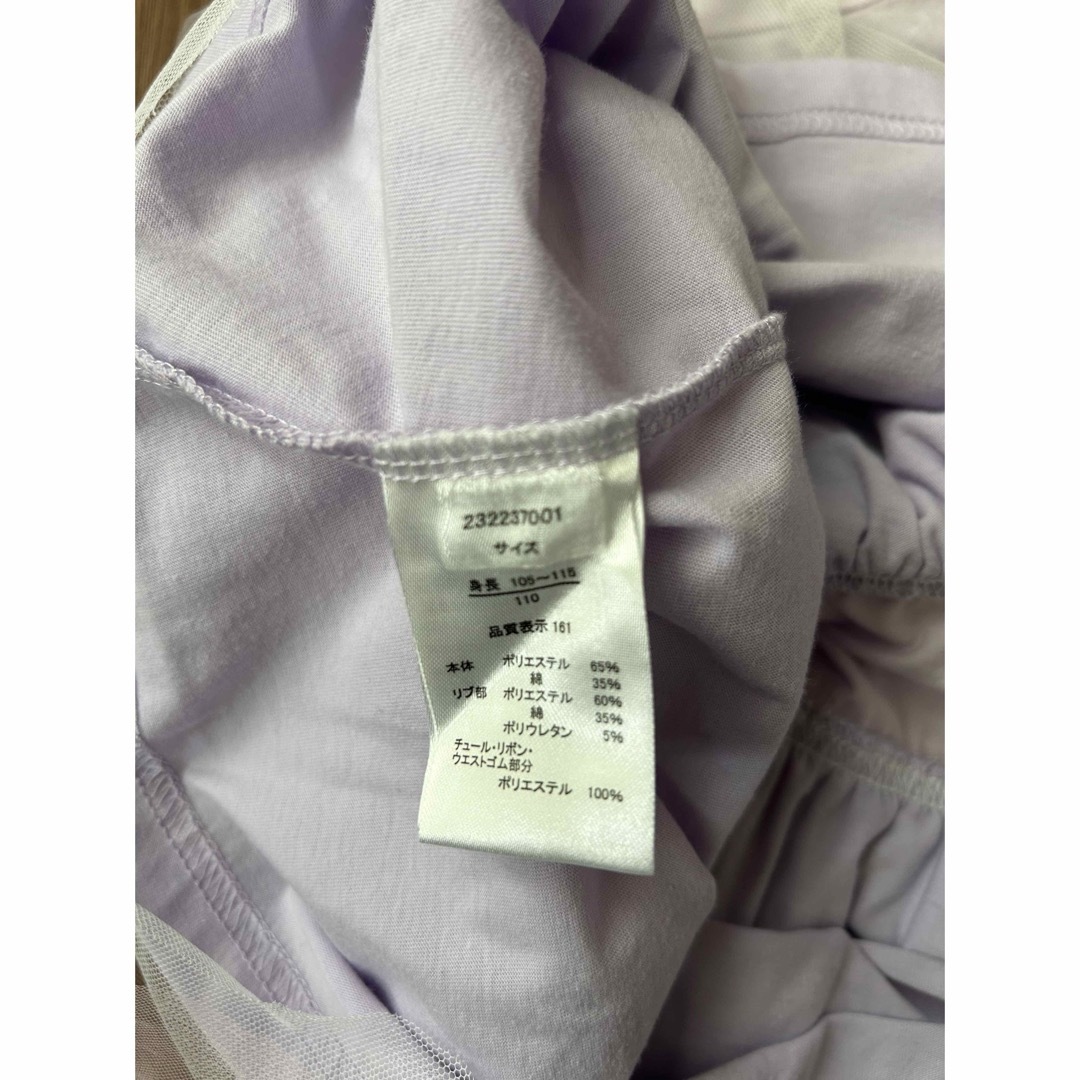 232237001
サイズ
身長 105〜115
110
品質表示 161
本体 ポリエステル 65%
綿 35%
リブ部 ポリエステル 60%
綿 35%
ポリウレタン 5%
チュール・リボン・
ウエストゴム部分
ポリエステル 100%